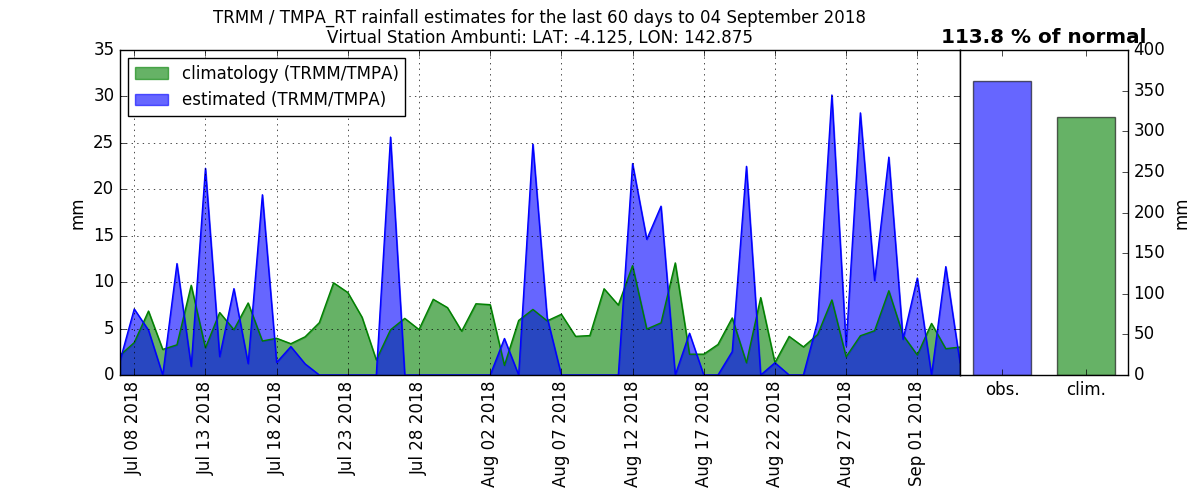 TRMM / TMPA_RT rainfall estimates for the last 60 days to 04 September 2018
Virtual Station Ambunti: LAT: -4.125, LON: 142.875
113.8 % of normal
climatology (TRMM/TMPA)
estimated (TRMM/TMPA)
35
30
25
20
15
10
5
0
mm
Jul 08 2018
Jul 13 2018
Jul 18 2018
Jul 23 2018
Jul 28 2018
Aug 02 2018
Aug 07 2018
Aug 12 2018
Aug 17 2018
Aug 22 2018
Aug 27 2018
Sep 01 2018
400
350
300
250
200
150
100
50
0
mm
obs.
clim.